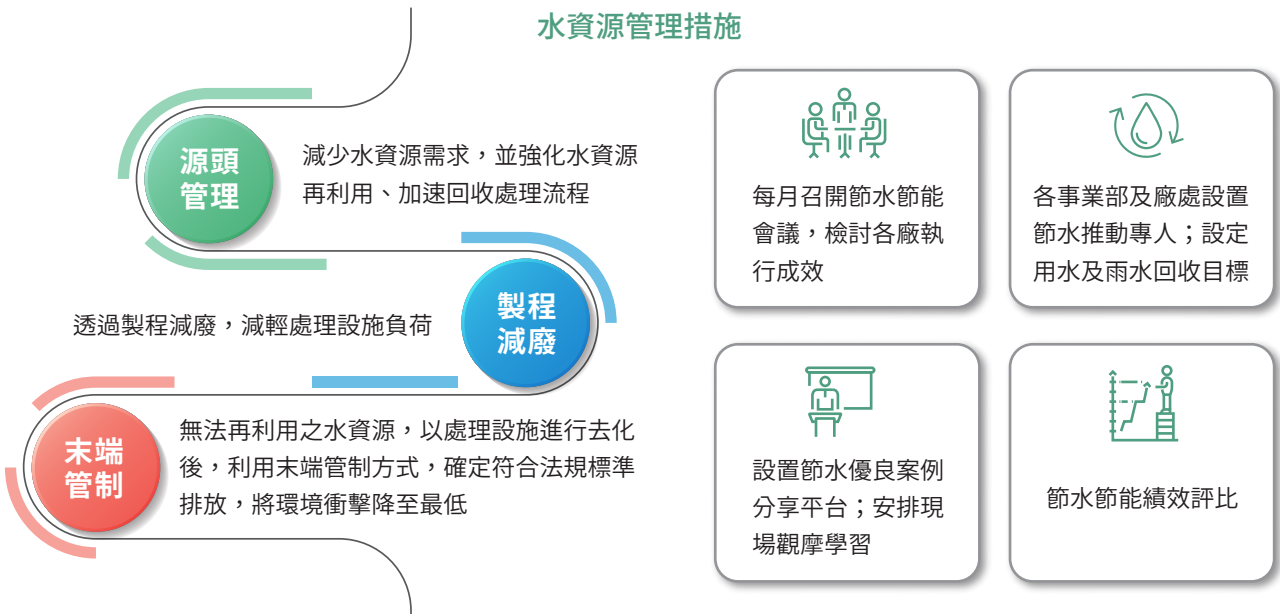 水資源管理措施
源頭
管理
減少水資源需求，並強化水資源
再利用、加速回收處理流程
透過製程減廢，減輕處理設施負荷
製程
減廢
末端
管制
無法再利用之水資源，以處理設施進行去化
後，利用末端管制方式，確定符合法規標準
排放，將環境衝擊降至最低
每月召開節水節能
會議，檢討各廠執
行成效
各事業部及廠處設置
節水推動專人；設定
用水及雨水回收目標
設置節水優良案例
分享平台；安排現
場觀摩學習
節水節能績效評比